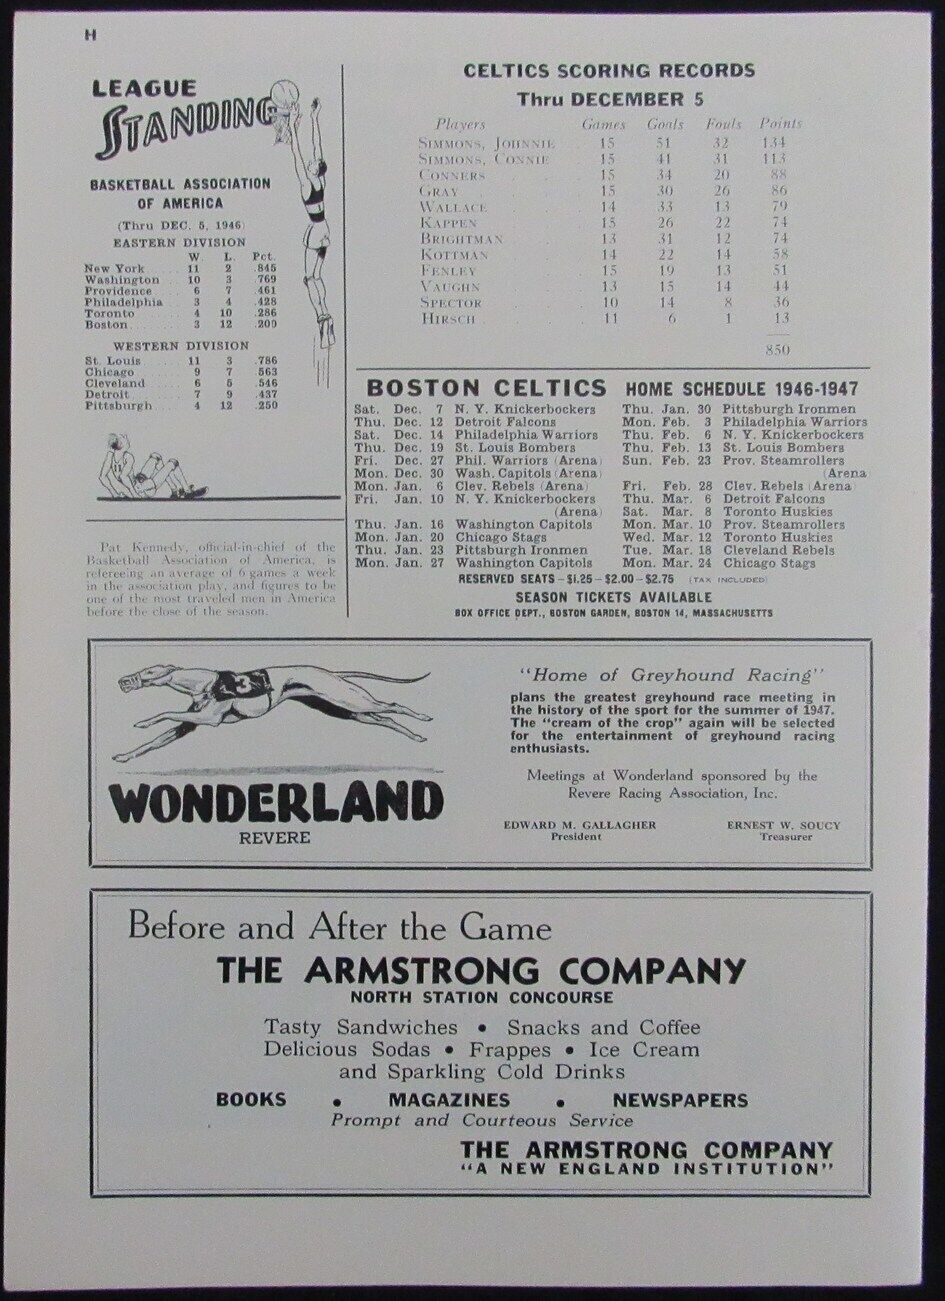 H
LEAGUE
STANDING
BASKETBALL ASSOCIATION
OF AMERICA
(Thru DEC. 5, 1946)
EASTERN DIVISION
W. L. Pct.
New York 11 2 .845
Washington 10 3 .769
Providence 6 7 .461
Philadelphia 3 4 .428
Toronto 4 10 .286
Boston 3 12 .200
WESTERN DIVISION
St. Louis 11 3 .786
Chicago 9 7 .563
Cleveland 6 5 .546
Detroit 7 9 .437
Pittsburgh 4 12 .250
Pat Kennedy, official-in-chief of the
Basketball Association of America, is
refereeing an average of 6 games a week
in the association play, and figures to be
one of the most traveled men in America
before the close of the season.
CELTICS SCORING RECORDS
Thru DECEMBER 5
Players Games Goals Fouls Points
SIMMONS, JOHNNIE 15 51 32 134
SIMMONS, CONNIE 15 41 31 113
CONNERS 15 34 20 88
GRAY 15 30 26 86
WALLACE 14 33 13 79
KAPPEN 15 26 22 74
BRIGHTMAN 13 31 12 74
KOTTMAN 14 22 14 58
FENLEY 15 19 13 51
VAUGHN 13 15 14 44
SPECTOR 10 14 8 36
HIRSCH 11 6 1 13
850
BOSTON CELTICS HOME SCHEDULE 1946-1947
Sat. Dec. 7 N. Y. Knickerbockers
Thu. Dec. 12 Detroit Falcons
Sat. Dec. 14 Philadelphia Warriors
Thu. Dec. 19 St. Louis Bombers
Fri. Dec. 27 Phil. Warriors (Arena)
Mon. Dec. 30 Wash. Capitols (Arena)
Mon. Jan. 6 Clev. Rebels (Arena)
Fri. Jan. 10 N. Y. Knickerbockers
(Arena)
Thu. Jan. 16 Washington Capitols
Mon. Jan. 20 Chicago Stags
Thu. Jan. 23 Pittsburgh Ironmen
Mon. Jan. 27 Washington Capitols
Thu. Jan. 30 Pittsburgh Ironmen
Mon. Feb. 3 Philadelphia Warriors
Thu. Feb. 6 N. Y. Knickerbockers
Thu. Feb. 13 St. Louis Bombers
Sun. Feb. 23 Prov. Steamrollers
(Arena)
Fri. Feb. 28 Clev. Rebels (Arena)
Thu. Mar. 6 Detroit Falcons
Sat. Mar. 8 Toronto Huskies
Mon. Mar. 10 Prov. Steamrollers
Wed. Mar. 12 Toronto Huskies
Tue. Mar. 18 Cleveland Rebels
Mon. Mar. 24 Chicago Stags
RESERVED SEATS – $1.25 – $2.00 – $2.75 (TAX INCLUDED)
SEASON TICKETS AVAILABLE
BOX OFFICE DEPT., BOSTON GARDEN, BOSTON 14, MASSACHUSETTS
3
WONDERLAND
REVERE
"Home of Greyhound Racing"
plans the greatest greyhound race meeting in
the history of the sport for the summer of 1947.
The "cream of the crop" again will be selected
for the entertainment of greyhound racing
enthusiasts.
Meetings at Wonderland sponsored by the
Revere Racing Association, Inc.
EDWARD M. GALLAGHER ERNEST W. SOUCY
President Treasurer
Before and After the Game
THE ARMSTRONG COMPANY
NORTH STATION CONCOURSE
Tasty Sandwiches • Snacks and Coffee
Delicious Sodas • Frappes • Ice Cream
and Sparkling Cold Drinks
BOOKS • MAGAZINES • NEWSPAPERS
Prompt and Courteous Service
THE ARMSTRONG COMPANY
"A NEW ENGLAND INSTITUTION"